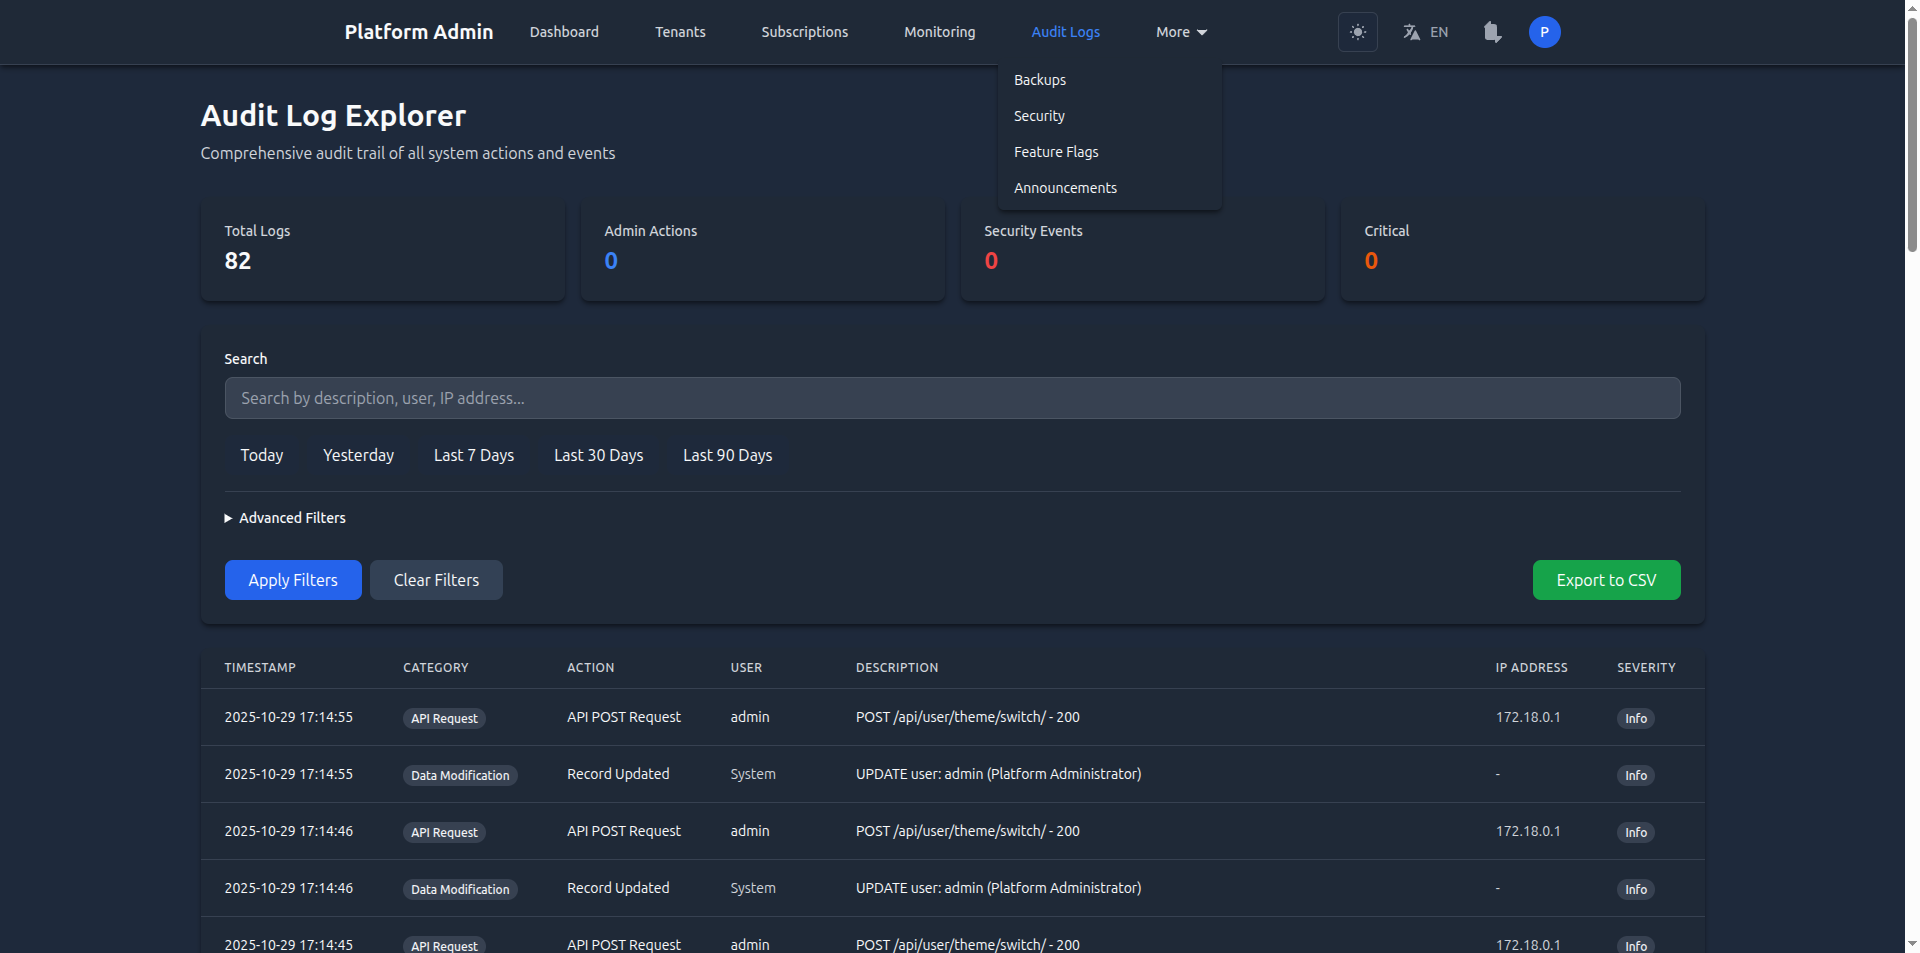 Platform Admin
Dashboard
Tenants
Subscriptions
Monitoring
Audit Logs
More
EN
P
Backups
Security
Feature Flags
Announcements
Audit Log Explorer
Comprehensive audit trail of all system actions and events
Total Logs
82
Admin Actions
0
Security Events
0
Critical
0
Search
Search by description, user, IP address...
Today
Yesterday
Last 7 Days
Last 30 Days
Last 90 Days
Advanced Filters
Apply Filters
Clear Filters
Export to CSV
TIMESTAMP CATEGORY ACTION USER DESCRIPTION IP ADDRESS SEVERITY
2025-10-29 17:14:55 API Request API POST Request admin POST /api/user/theme/switch/ - 200 172.18.0.1 Info
2025-10-29 17:14:55 Data Modification Record Updated System UPDATE user: admin (Platform Administrator) - Info
2025-10-29 17:14:46 API Request API POST Request admin POST /api/user/theme/switch/ - 200 172.18.0.1 Info
2025-10-29 17:14:46 Data Modification Record Updated System UPDATE user: admin (Platform Administrator) - Info
2025-10-29 17:14:45 API Request API POST Request admin POST /api/user/theme/switch/ - 200 172.18.0.1 Info